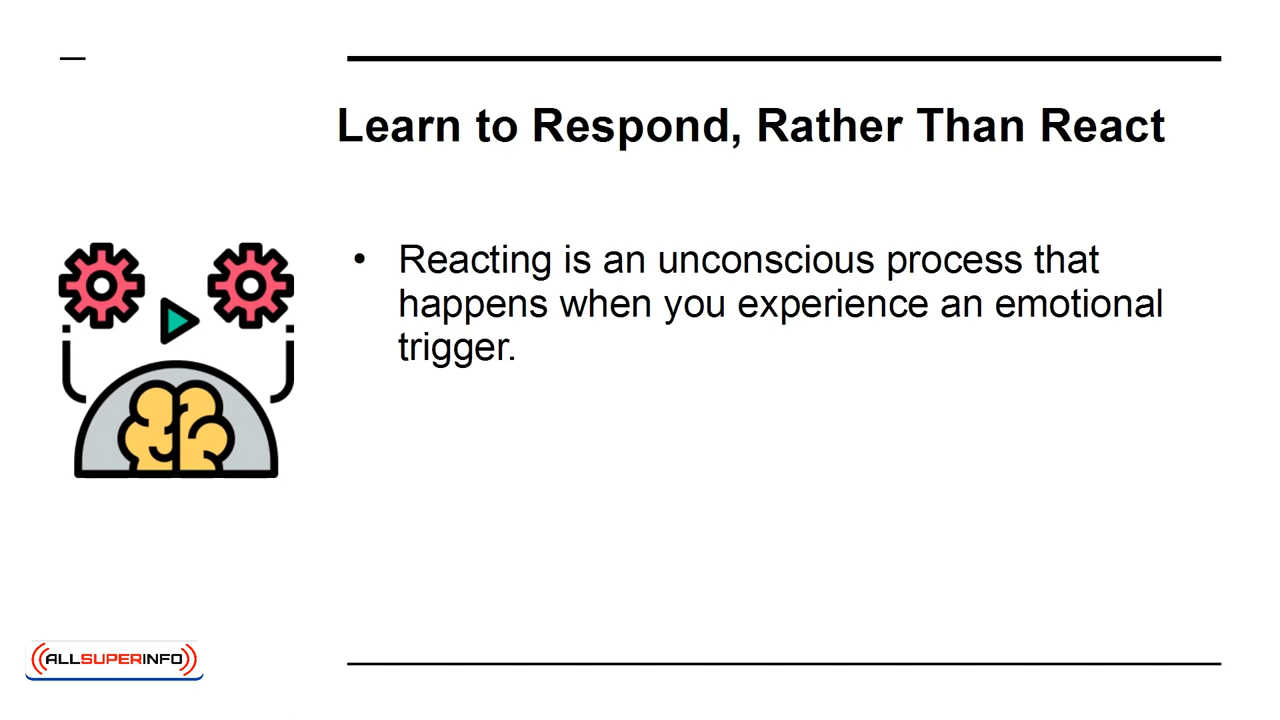 Learn to Respond, Rather Than React
• Reacting is an unconscious process that
happens when you experience an emotional
trigger.
ALLSUPERINFO